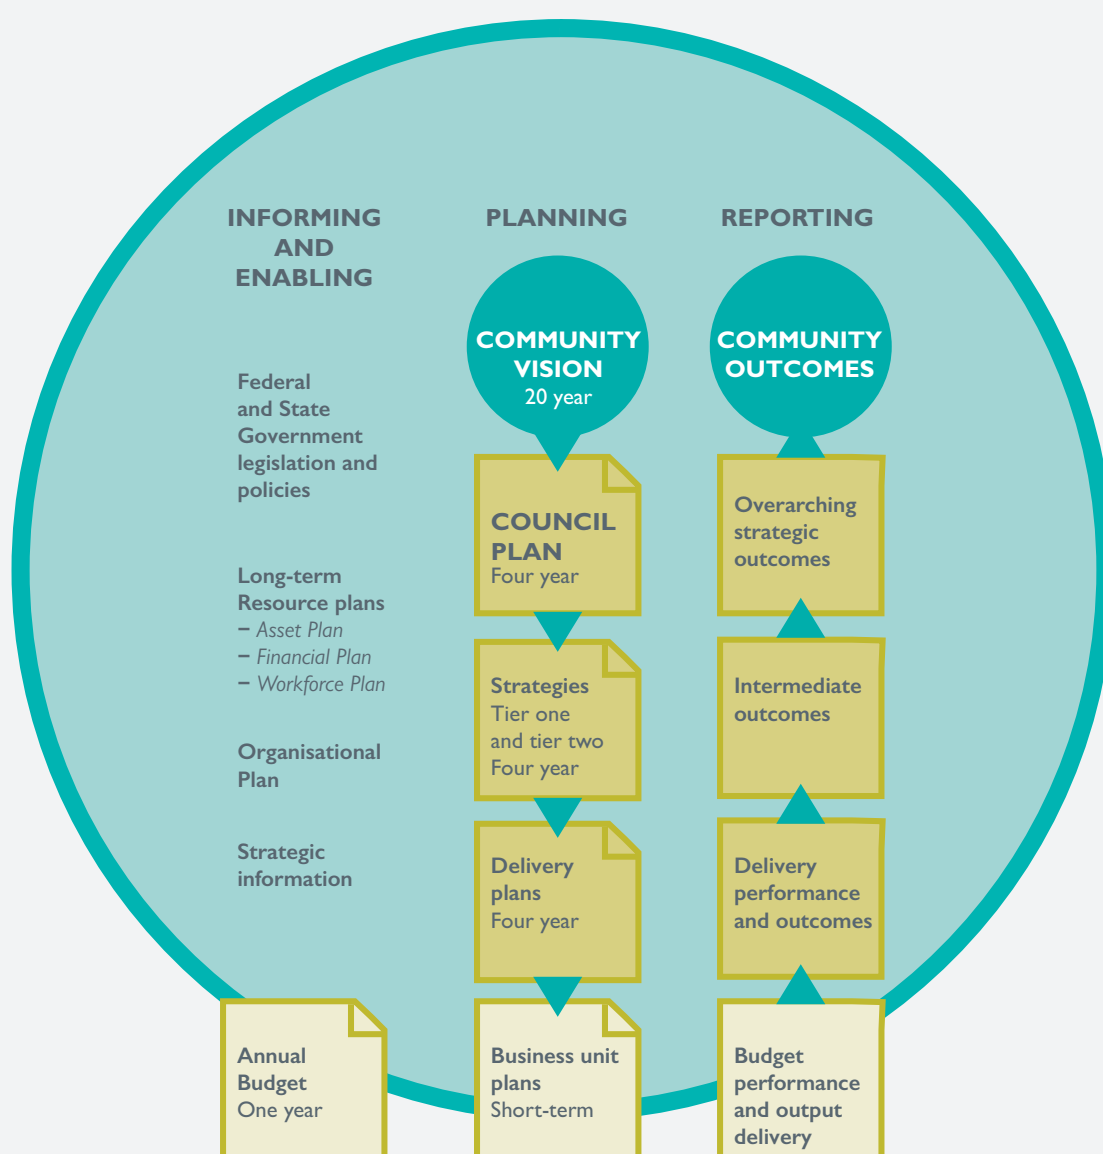 INFORMING
AND
ENABLING
Federal
and State
Government
legislation and
policies
Long-term
Resource plans
– Asset Plan
– Financial Plan
– Workforce Plan
Organisational
Plan
Strategic
information
Annual
Budget
One year
PLANNING
COMMUNITY
VISION
20 year
COUNCIL
PLAN
Four year
Strategies
Tier one
and tier two
Four year
Delivery
plans
Four year
Business unit
plans
Short-term
REPORTING
COMMUNITY
OUTCOMES
Overarching
strategic
outcomes
Intermediate
outcomes
Delivery
performance
and outcomes
Budget
performance
and output
delivery